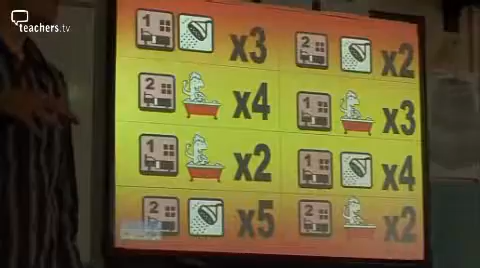 teachers.tv
1 x3 2 x2
2 x4 1 x3
1 x2 1 x4
2 x5 2 x2